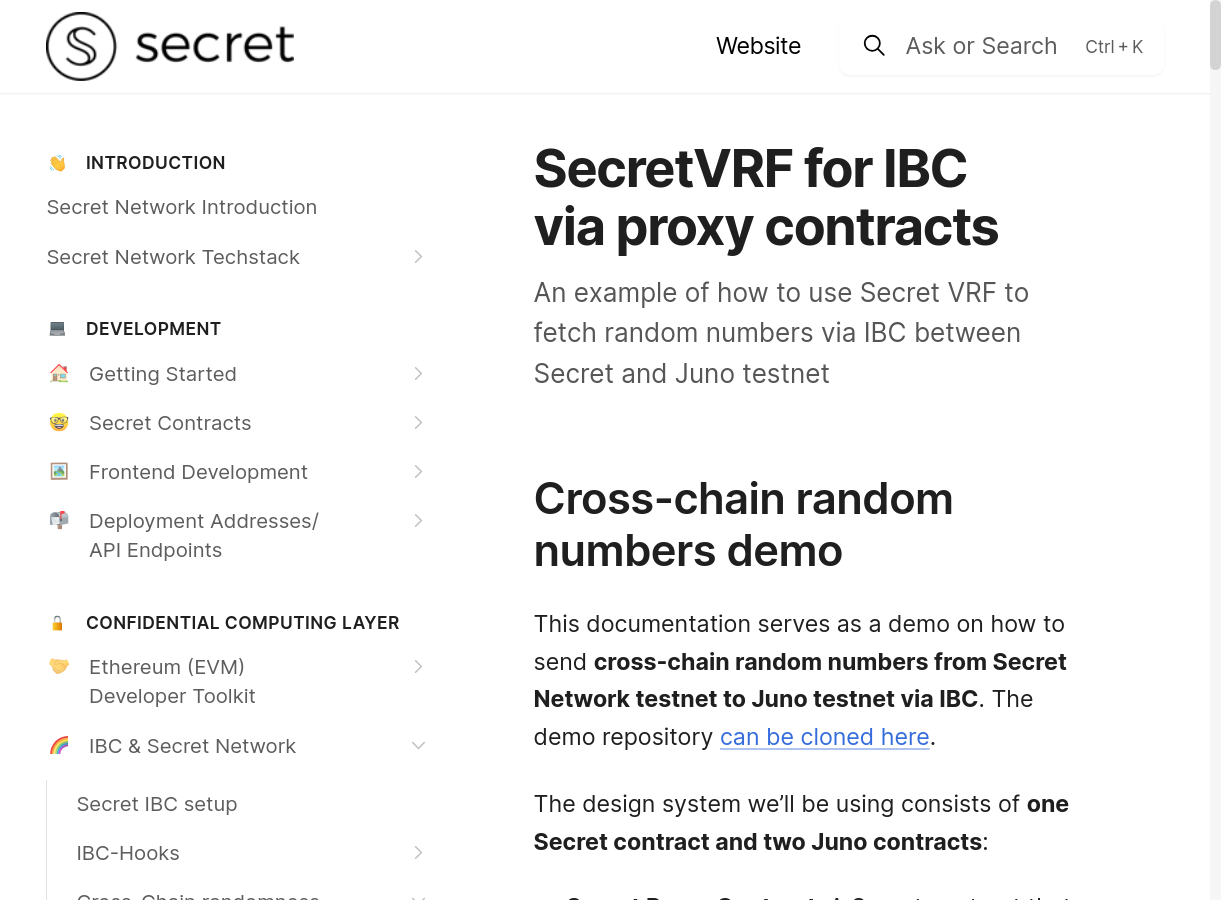 secret
Website
Ask or Search
Ctrl + K
INTRODUCTION
Secret Network Introduction
Secret Network Techstack
DEVELOPMENT
Getting Started
Secret Contracts
Frontend Development
Deployment Addresses/
API Endpoints
CONFIDENTIAL COMPUTING LAYER
Ethereum (EVM)
Developer Toolkit
IBC & Secret Network
Secret IBC setup
IBC-Hooks
Cross-Chain randomness
SecretVRF for IBC
via proxy contracts
An example of how to use Secret VRF to
fetch random numbers via IBC between
Secret and Juno testnet
Cross-chain random
numbers demo
This documentation serves as a demo on how to
send cross-chain random numbers from Secret
Network testnet to Juno testnet via IBC. The
demo repository can be cloned here.
The design system we’ll be using consists of one
Secret contract and two Juno contracts: